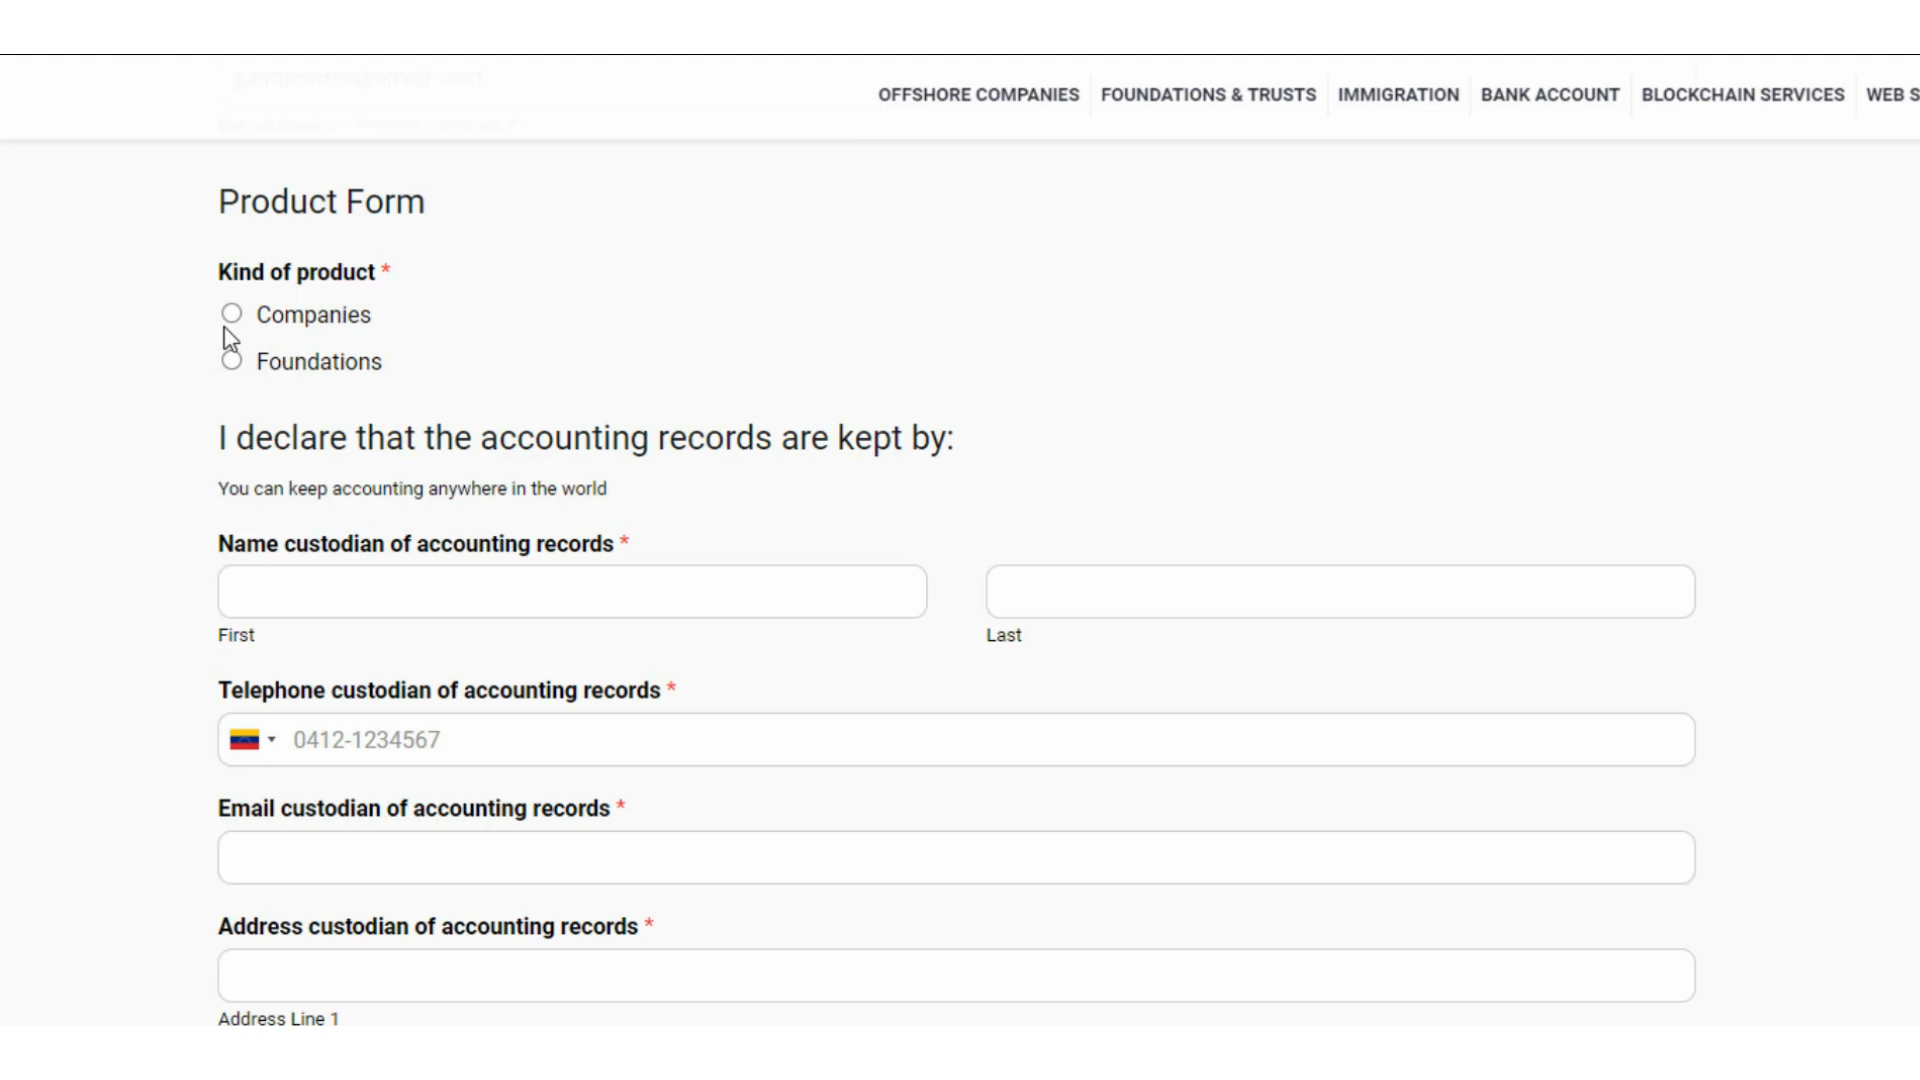 OFFSHORE COMPANIES FOUNDATIONS & TRUSTS IMMIGRATION BANK ACCOUNT BLOCKCHAIN SERVICES WEB S
Product Form
Kind of product *
Companies
Foundations
I declare that the accounting records are kept by:
You can keep accounting anywhere in the world
Name custodian of accounting records *
First Last
Telephone custodian of accounting records *
0412-1234567
Email custodian of accounting records *
Address custodian of accounting records *
Address Line 1